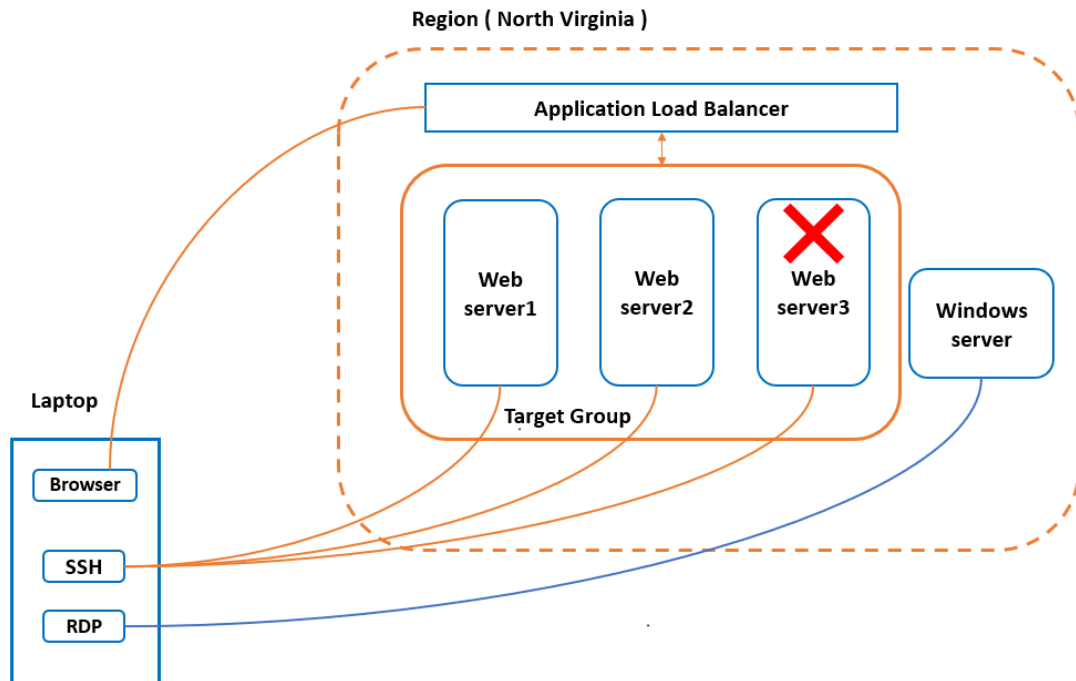 Region ( North Virginia )
Application Load Balancer
Web
server1
Web
server2
Web
server3
Windows
server
Target Group
Laptop
Browser
SSH
RDP